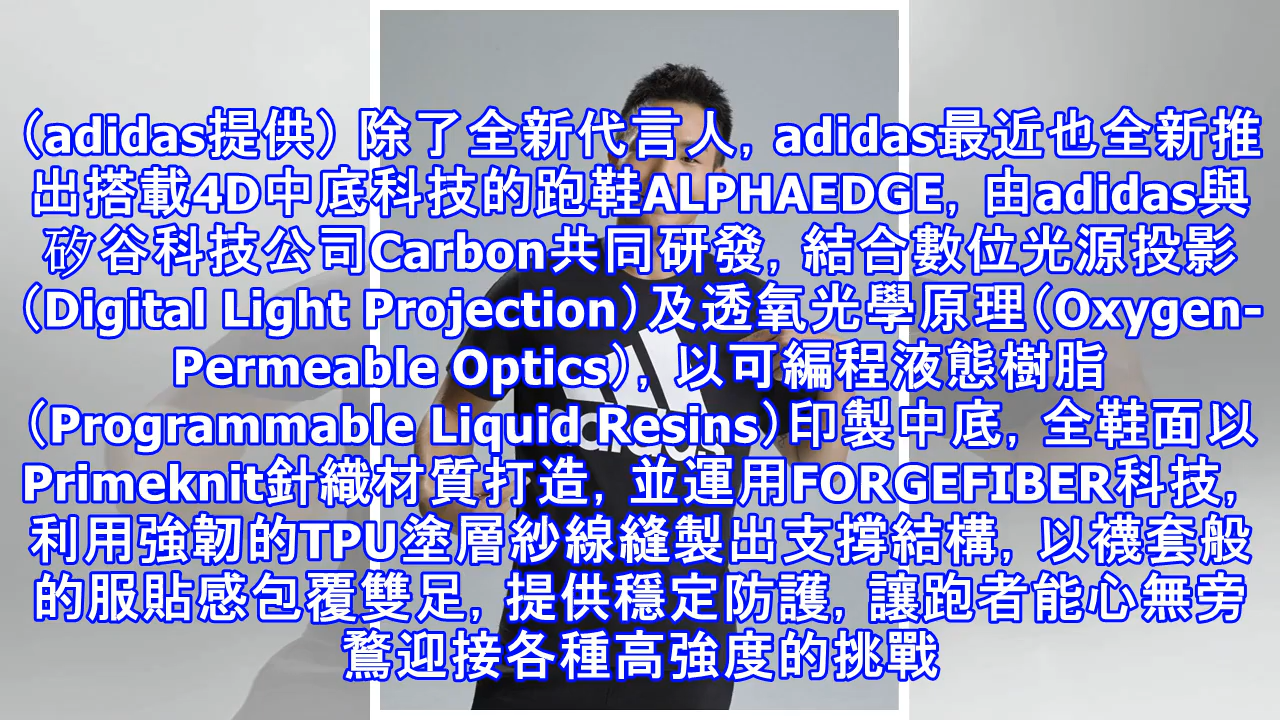 （adidas提供）除了全新代言人，adidas最近也全新推
出搭載4D中底科技的跑鞋ALPHAEDGE，由adidas與
矽谷科技公司Carbon共同研發，結合數位光源投影
（Digital Light Projection）及透氧光學原理（Oxygen-
Permeable Optics），以可編程液態樹脂
（Programmable Liquid Resins）印製中底，全鞋面以
Primeknit針織材質打造，並運用FORGEFIBER科技，
利用強韌的TPU塗層紗線縫製出支撐結構，以襪套般
的服貼感包覆雙足，提供穩定防護，讓跑者能心無旁
鶩迎接各種高強度的挑戰
adidas